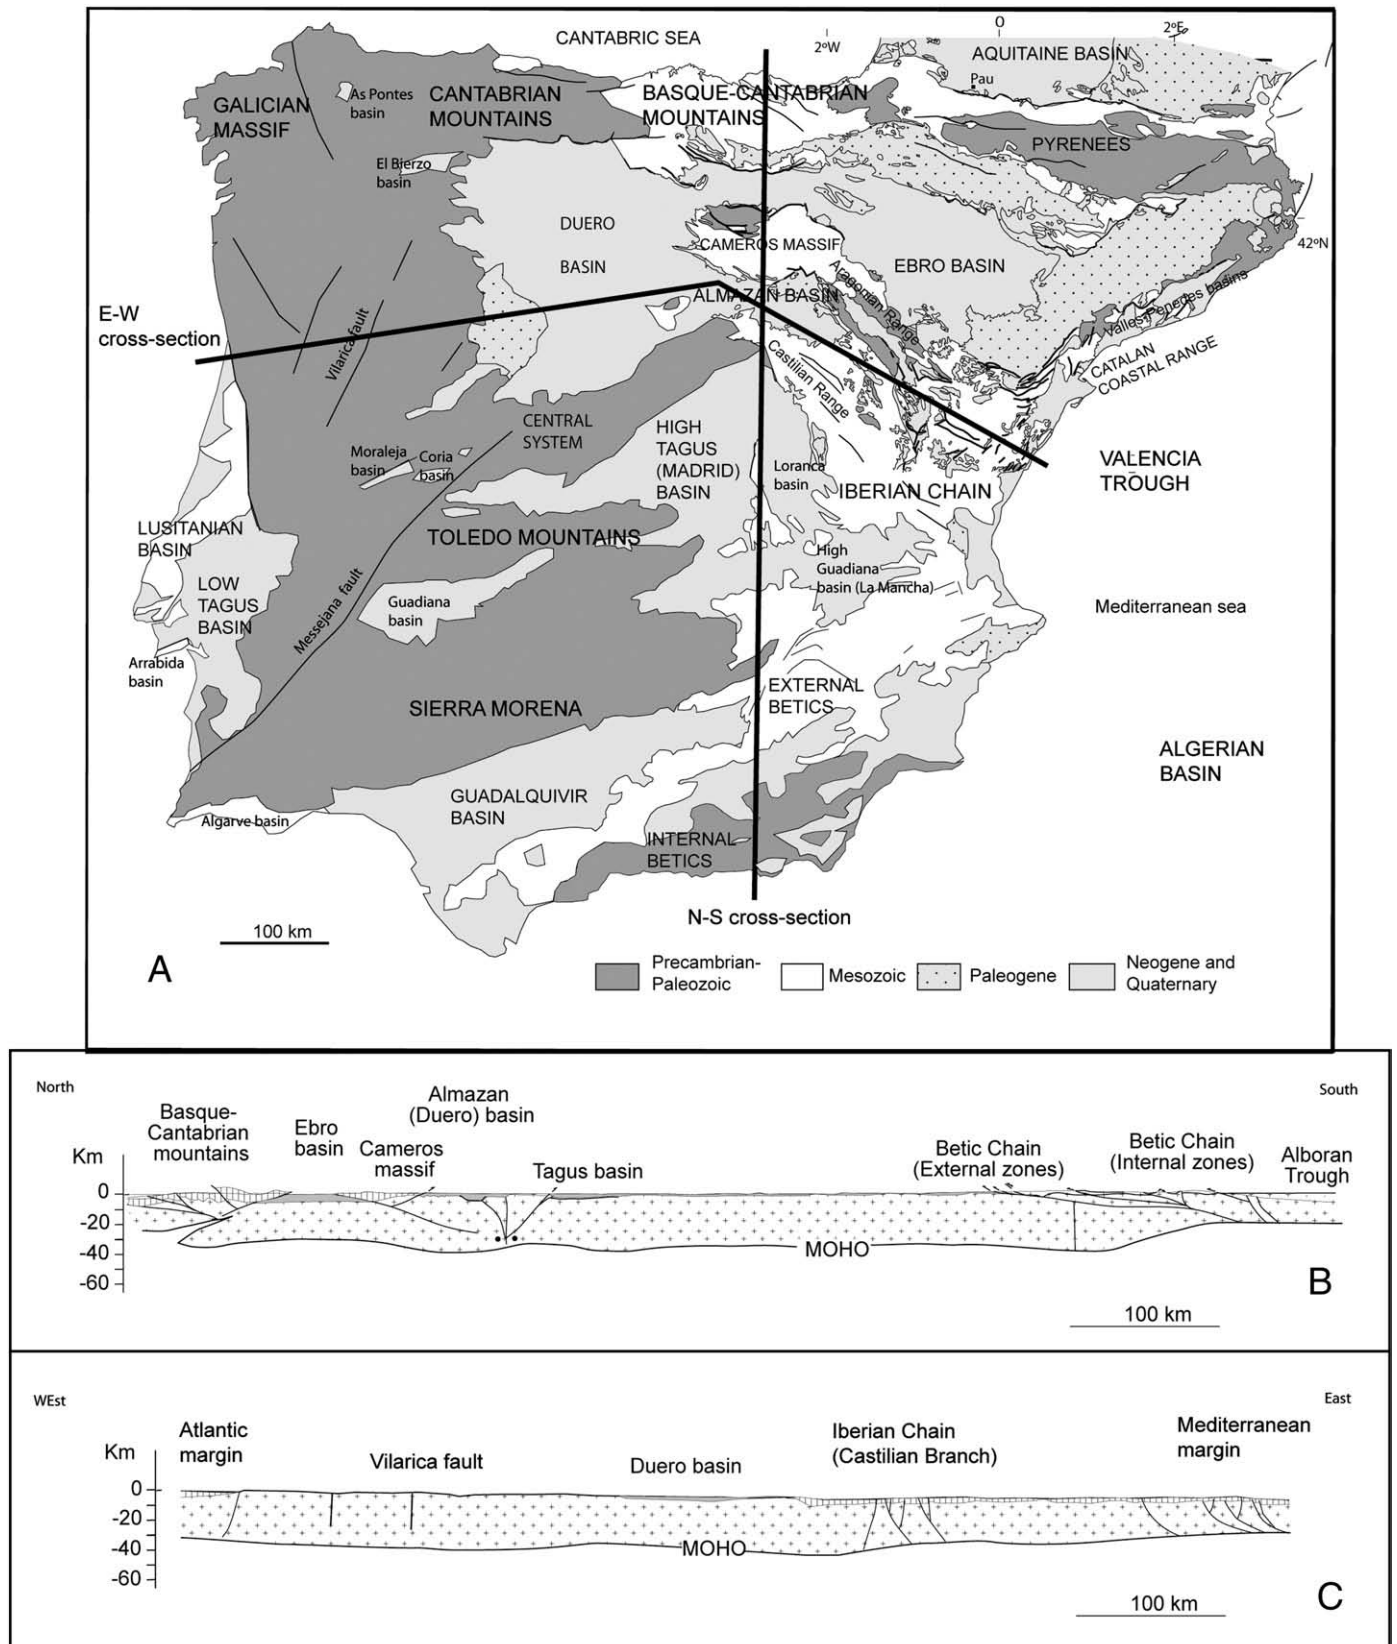 CANTABRIC SEA
0
2ºW
2ºE
AQUITAINE BASIN
Pau
GALICIAN
MASSIF
As Pontes
basin
CANTABRIAN
MOUNTAINS
BASQUE-CANTABRIAN
MOUNTAINS
PYRENEES
El Bierzo
basin
DUERO
BASIN
CAMEROS MASSIF
EBRO BASIN
42ºN
ALMAZAN BASIN
Aragonian Range
Valles-Penedes basins
CATALAN
COASTAL RANGE
E-W
cross-section
Vilarica fault
Castilian Range
CENTRAL
SYSTEM
HIGH
TAGUS
(MADRID)
BASIN
Moraleja
basin
Coria
basin
Loranca
basin
IBERIAN CHAIN
VALENCIA
TROUGH
LUSITANIAN
BASIN
TOLEDO MOUNTAINS
LOW
TAGUS
BASIN
High
Guadiana
basin (La Mancha)
Messejana fault
Guadiana
basin
Mediterranean sea
Arrabida
basin
SIERRA MORENA
EXTERNAL
BETICS
ALGERIAN
BASIN
GUADALQUIVIR
BASIN
Algarve basin
INTERNAL
BETICS
N-S cross-section
100 km
A
Precambrian-
Paleozoic
Mesozoic
Paleogene
Neogene and
Quaternary
North
South
Basque-
Cantabrian
mountains
Ebro
basin
Cameros
massif
Almazan
(Duero) basin
Tagus basin
Betic Chain
(External zones)
Betic Chain
(Internal zones)
Alboran
Trough
Km
0
-20
-40
-60
MOHO
B
100 km
WEst
East
Atlantic
margin
Vilarica fault
Duero basin
Iberian Chain
(Castilian Branch)
Mediterranean
margin
Km
0
-20
-40
-60
MOHO
C
100 km